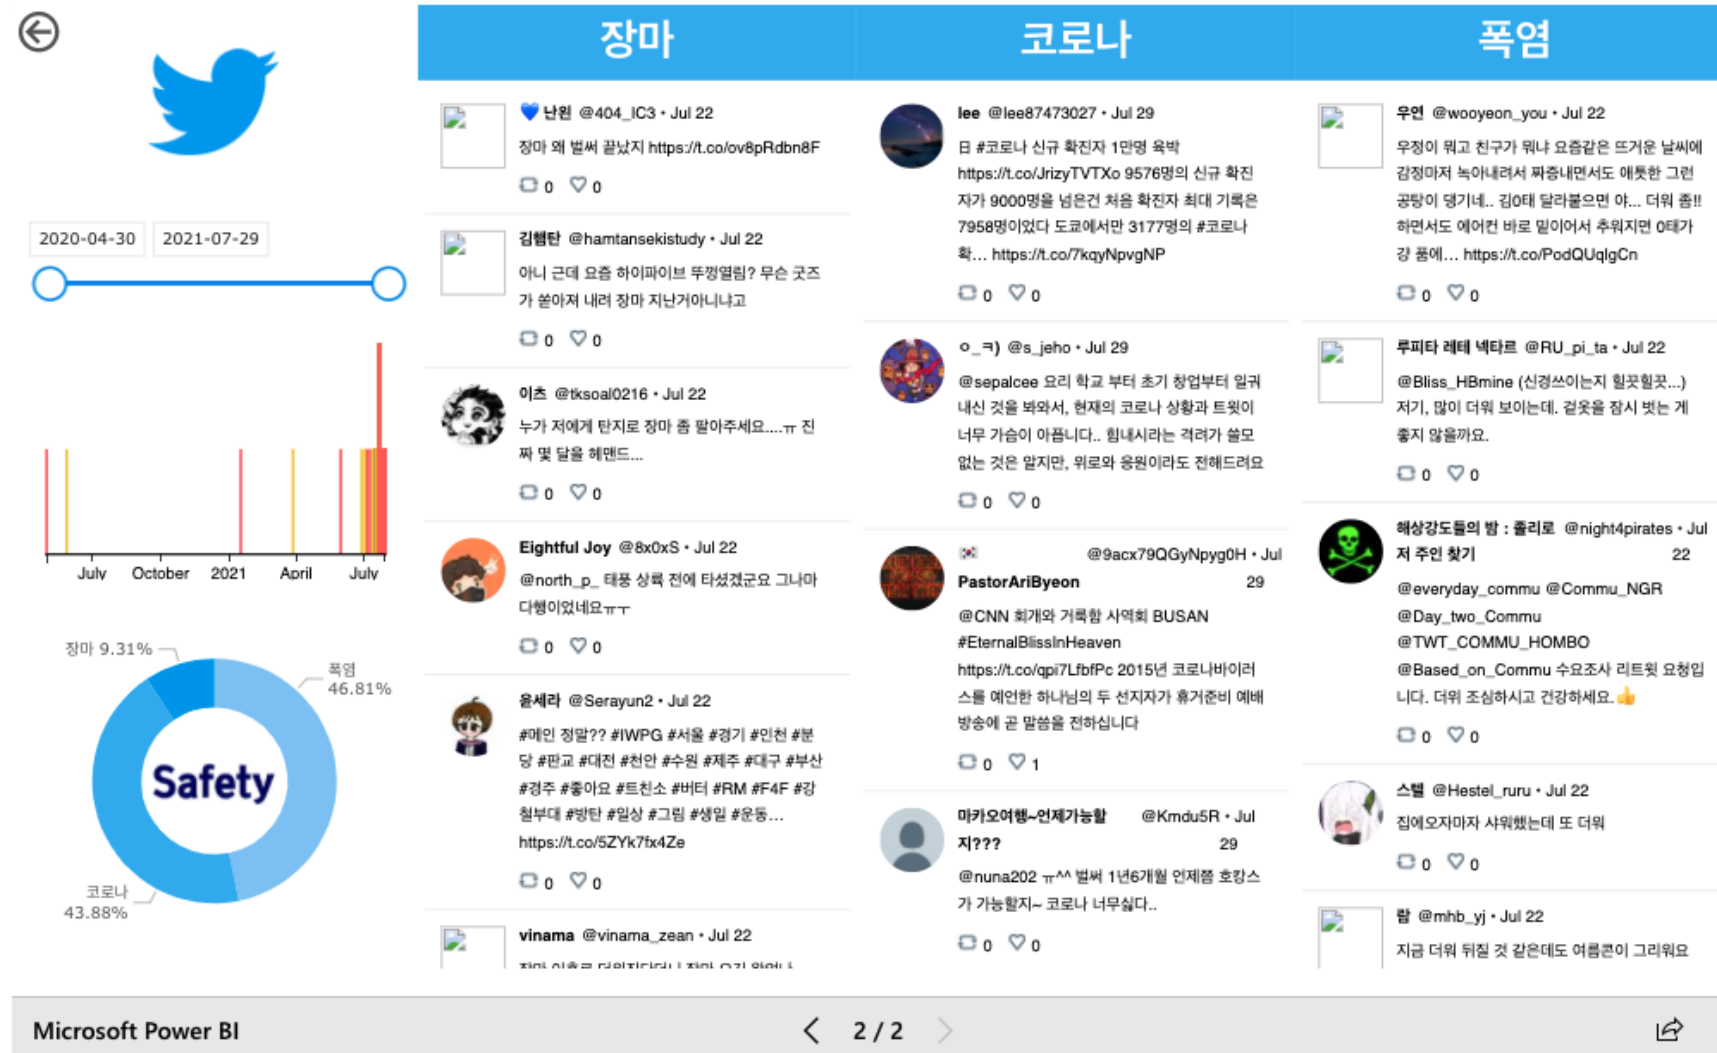 2020-04-30 2021-07-29
July October 2021 April July
장마 9.31%
폭염
46.81%
Safety
코로나
43.88%
장마
💙 난원 @404_IC3 • Jul 22
장마 왜 벌써 끝났지 https://t.co/ov8pRdbn8F
0 0
김햄탄 @hamtansekistudy • Jul 22
아니 근데 요즘 하이파이브 뚜껑열림? 무슨 굿즈
가 쏟아져 내려 장마 지난거아니냐고
0 0
이츠 @tksoal0216 • Jul 22
누가 저에게 탄지로 장마 좀 팔아주세요....ㅠ 진
짜 몇 달을 헤맨드...
0 0
Eightful Joy @8x0xS • Jul 22
@north_p_ 태풍 상륙 전에 타셨겠군요 그나마
다행이었네요ㅠㅜ
0 0
윤세라 @Serayun2 • Jul 22
#메인 정말?? #IWPG #서울 #경기 #인천 #분
당 #판교 #대전 #천안 #수원 #제주 #대구 #부산
#경주 #좋아요 #트친소 #버터 #RM #F4F #강
철부대 #방탄 #일상 #그림 #생일 #운동...
https://t.co/5ZYk7fx4Ze
0 0
vinama @vinama_zean • Jul 22
코로나
lee @lee87473027 • Jul 29
日 #코로나 신규 확진자 1만명 육박
https://t.co/JrizyTVTXo 9576명의 신규 확진
자가 9000명을 넘은건 처음 확진자 최대 기록은
7958명이었다 도쿄에서만 3177명의 #코로나
확... https://t.co/7kqyNpvgNP
0 0
ㅇ_ㅋ) @s_jeho • Jul 29
@sepalcee 요리 학교 부터 초기 창업부터 일궈
내신 것을 봐와서, 현재의 코로나 상황과 트윗이
너무 가슴이 아픕니다.. 힘내시라는 격려가 쓸모
없는 것은 알지만, 위로와 응원이라도 전해드려요
0 0
🇰🇷 @9acx79QGyNpyg0H • Jul
PastorAriByeon 29
@CNN 회개와 거룩함 사역회 BUSAN
#EternalBlissInHeaven
https://t.co/qpi7LfbfPc 2015년 코로나바이러
스를 예언한 하나님의 두 선지자가 휴거준비 예배
방송에 곧 말씀을 전하십니다
0 1
마카오여행~언제가능할 @Kmdu5R • Jul
지??? 29
@nuna202 ㅠ^^ 벌써 1년6개월 언제쯤 호캉스
가 가능할지~ 코로나 너무싫다..
0 0
폭염
우연 @wooyeon_you • Jul 22
우정이 뭐고 친구가 뭐냐 요즘같은 뜨거운 날씨에
감정마저 녹아내려서 짜증내면서도 애틋한 그런
공탕이 댕기네.. 김0태 달라붙으면 야... 더워 좀!!
하면서도 에어컨 바로 밑이어서 추워지면 0태가
걍 품에... https://t.co/PodQUqlgCn
0 0
루피타 레테 넥타르 @RU_pi_ta • Jul 22
@Bliss_HBmine (신경쓰이는지 힐끗힐끗...)
저기, 많이 더워 보이는데. 겉옷을 잠시 벗는 게
좋지 않을까요.
0 0
해상강도들의 밤 : 졸리로 @night4pirates • Jul
저 주인 찾기 22
@everyday_commu @Commu_NGR
@Day_two_Commu
@TWT_COMMU_HOMBO
@Based_on_Commu 수요조사 리트윗 요청입
니다. 더위 조심하시고 건강하세요.👍
0 0
스텔 @Hestel_ruru • Jul 22
집에오자마자 샤워했는데 또 더워
0 0
람 @mhb_yj • Jul 22
지금 더워 뒤질 것 같은데도 여름콘이 그리워요
Microsoft Power BI
2 / 2